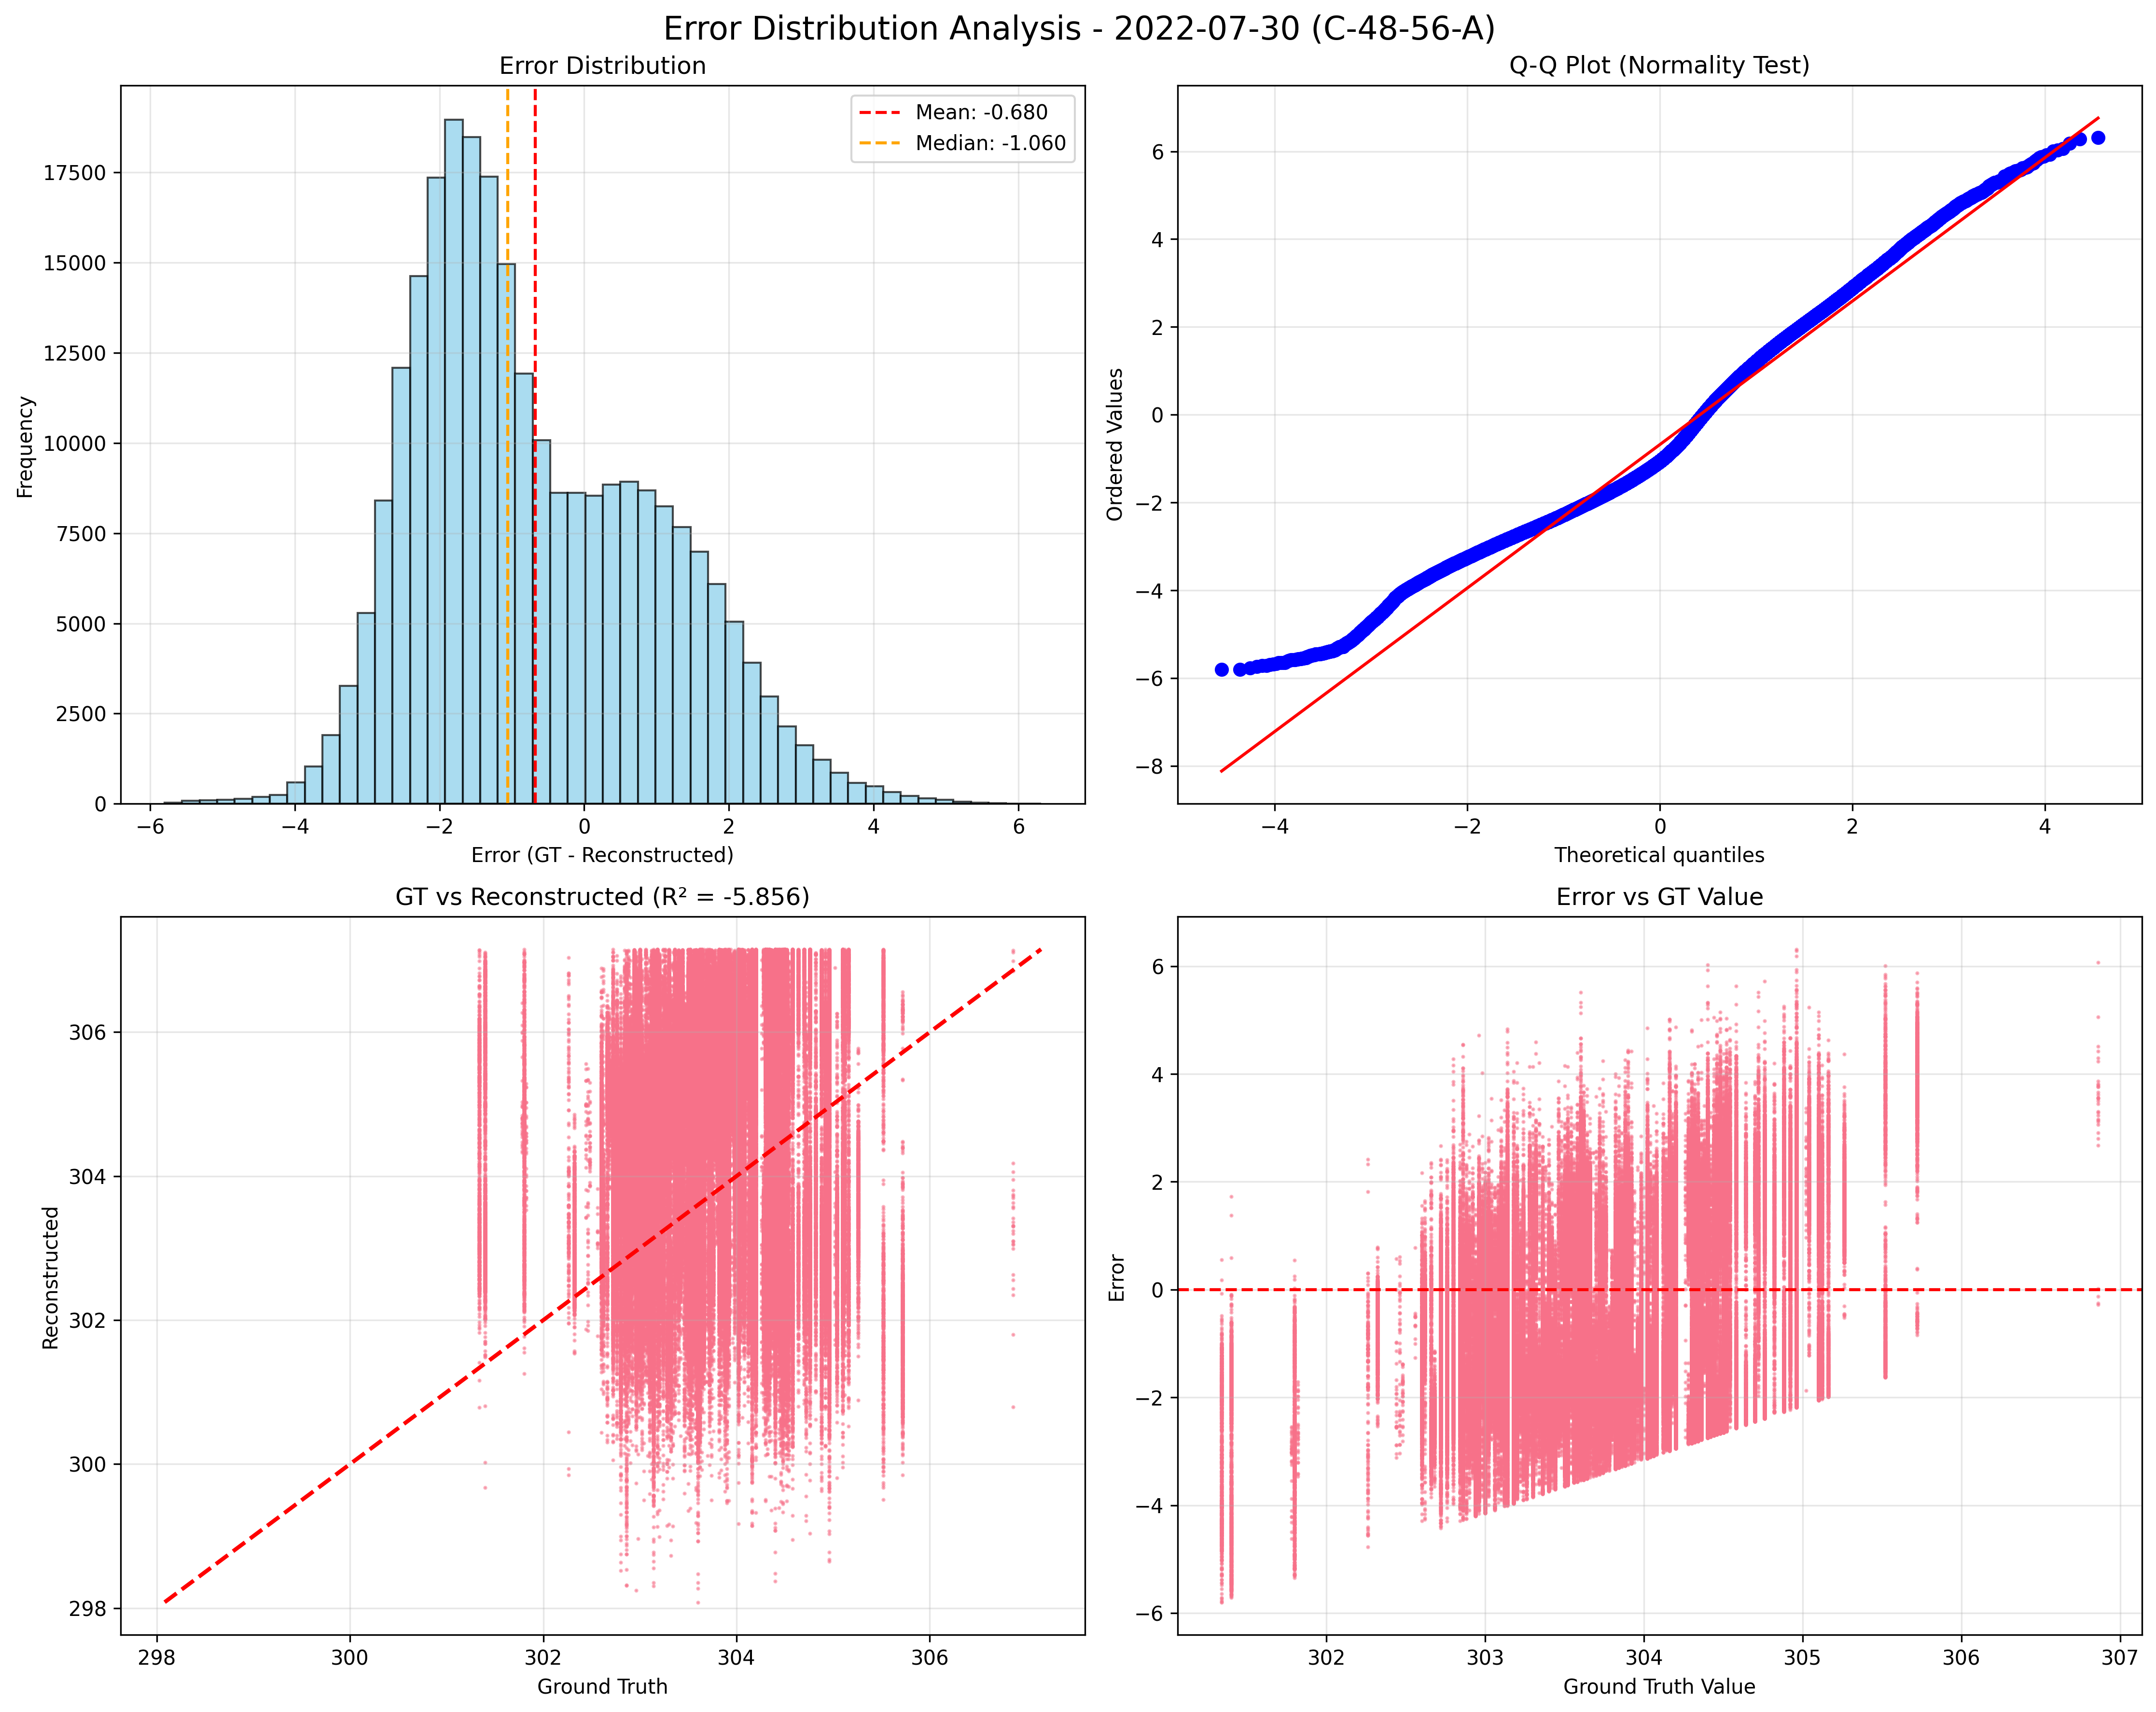 Error Distribution Analysis - 2022-07-30 (C-48-56-A)
Error Distribution
Mean: -0.680
Median: -1.060
17500
15000
12500
10000
7500
5000
2500
0
Frequency
−6 −4 −2 0 2 4 6
Error (GT - Reconstructed)
Q-Q Plot (Normality Test)
6
4
2
0
−2
−4
−6
−8
Ordered Values
−4 −2 0 2 4
Theoretical quantiles
GT vs Reconstructed (R² = -5.856)
306
304
302
300
298
Reconstructed
298 300 302 304 306
Ground Truth
Error vs GT Value
6
4
2
0
−2
−4
−6
Error
302 303 304 305 306 307
Ground Truth Value